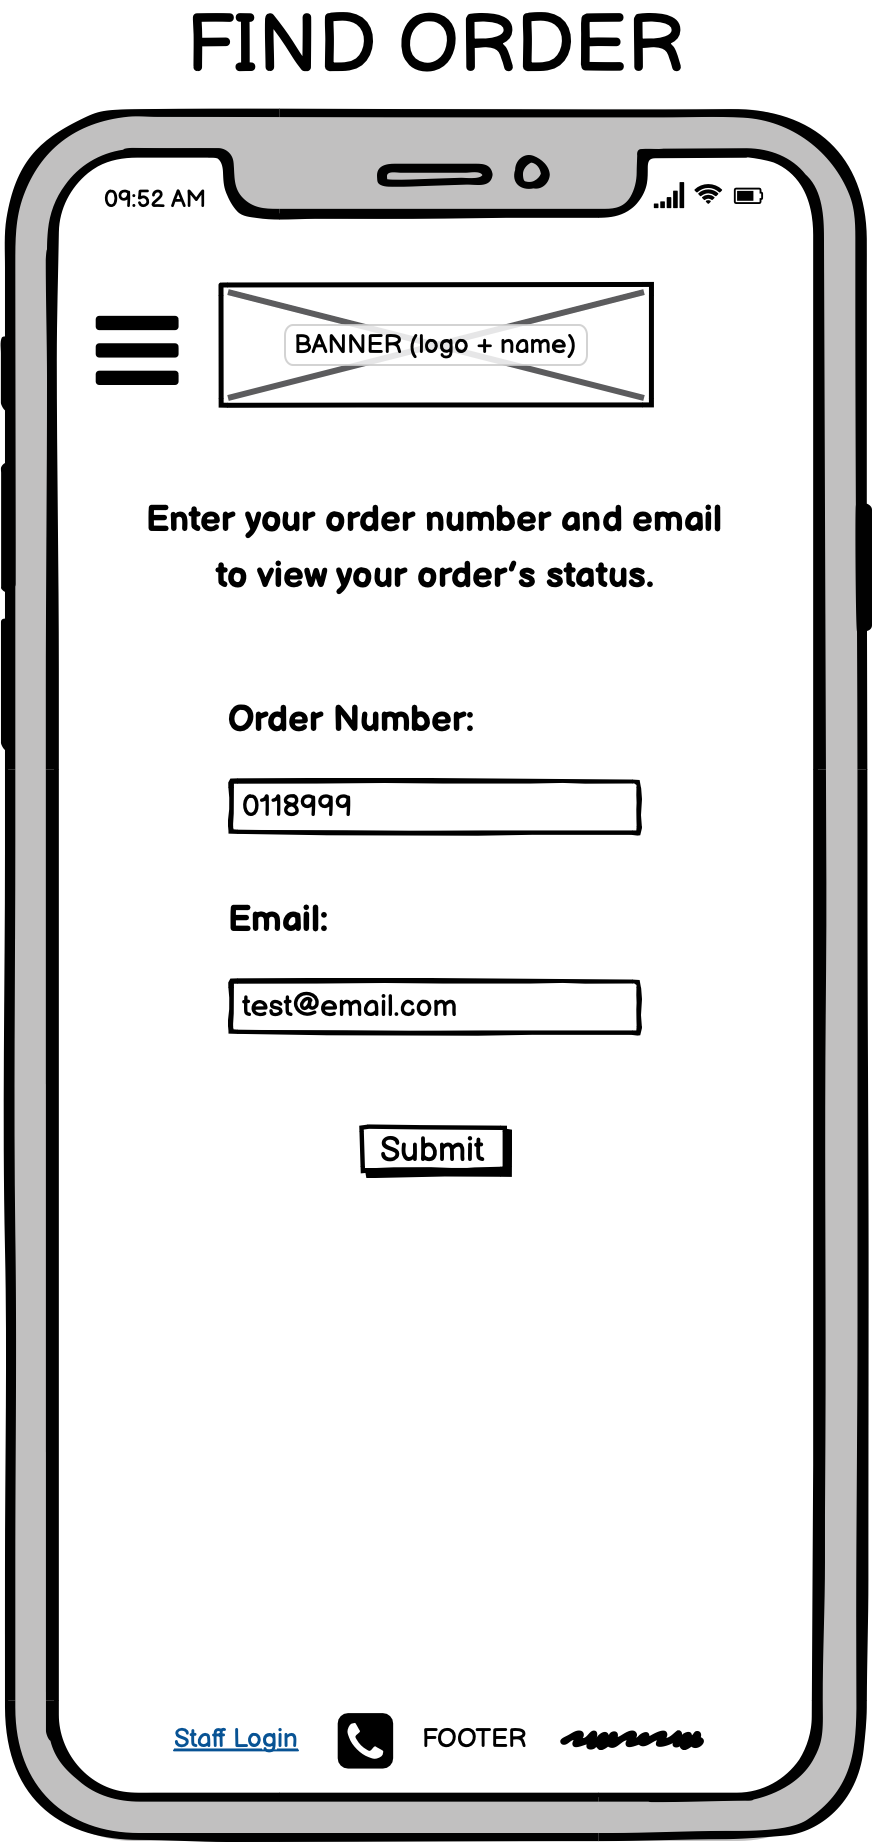 FIND ORDER
09:52 AM
BANNER (logo + name)
Enter your order number and email
to view your order's status.
Order Number:
0118999
Email:
test@email.com
Submit
Staff Login
FOOTER